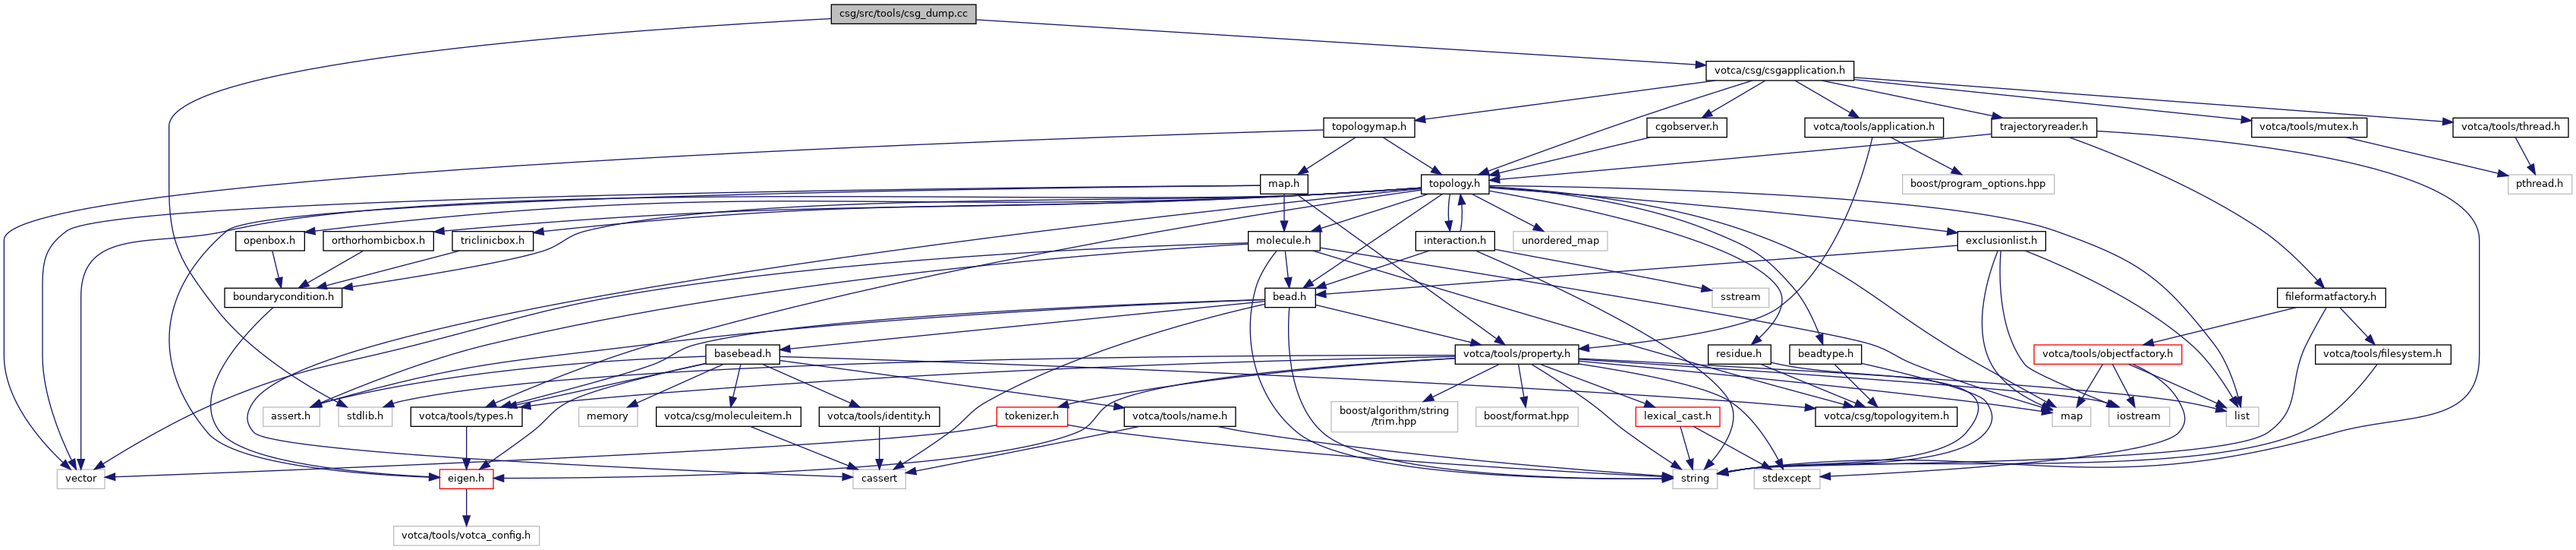 csg/src/tools/csg_dump.cc
votca/csg/csgapplication.h
topologymap.h
cgobserver.h
votca/tools/application.h
trajectoryreader.h
votca/tools/mutex.h
votca/tools/thread.h
map.h
topology.h
boost/program_options.hpp
pthread.h
openbox.h
orthorhombicbox.h
triclinicbox.h
molecule.h
interaction.h
unordered_map
exclusionlist.h
boundarycondition.h
bead.h
sstream
fileformatfactory.h
basebead.h
votca/tools/property.h
residue.h
beadtype.h
votca/tools/objectfactory.h
votca/tools/filesystem.h
assert.h
stdlib.h
votca/tools/types.h
memory
votca/csg/moleculeitem.h
votca/tools/identity.h
tokenizer.h
votca/tools/name.h
boost/algorithm/string
/trim.hpp
boost/format.hpp
lexical_cast.h
votca/csg/topologyitem.h
map
iostream
list
vector
eigen.h
cassert
string
stdexcept
votca/tools/votca_config.h